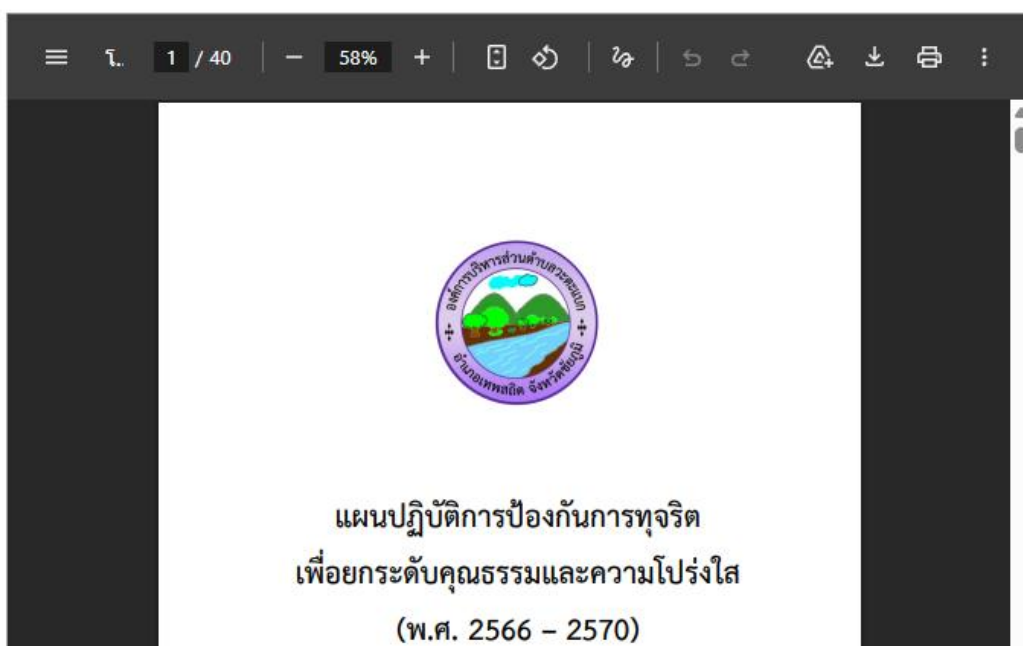 โ.. 1 / 40 58%
องค์การบริหารส่วนตำบลวะตะแบก
อำเภอเทพสถิต จังหวัดชัยภูมิ
แผนปฏิบัติการป้องกันการทุจริต
เพื่อยกระดับคุณธรรมและความโปร่งใส
(พ.ศ. 2566 – 2570)